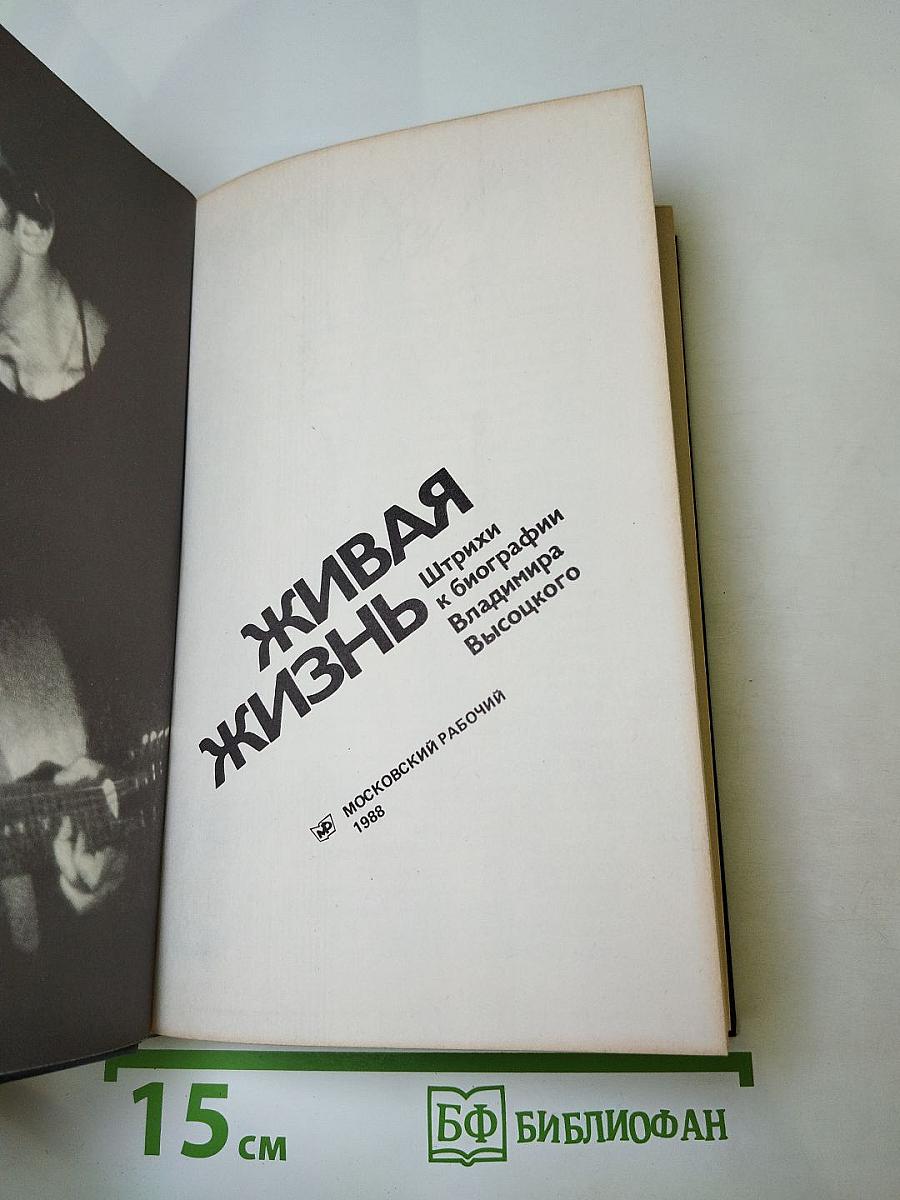 ЖИВАЯ
ЖИЗНЬ
Штрихи
к биографии
Владимира
Высоцкого
МР МОСКОВСКИЙ РАБОЧИЙ
1988
15 см
БФ БИБЛИОФАН